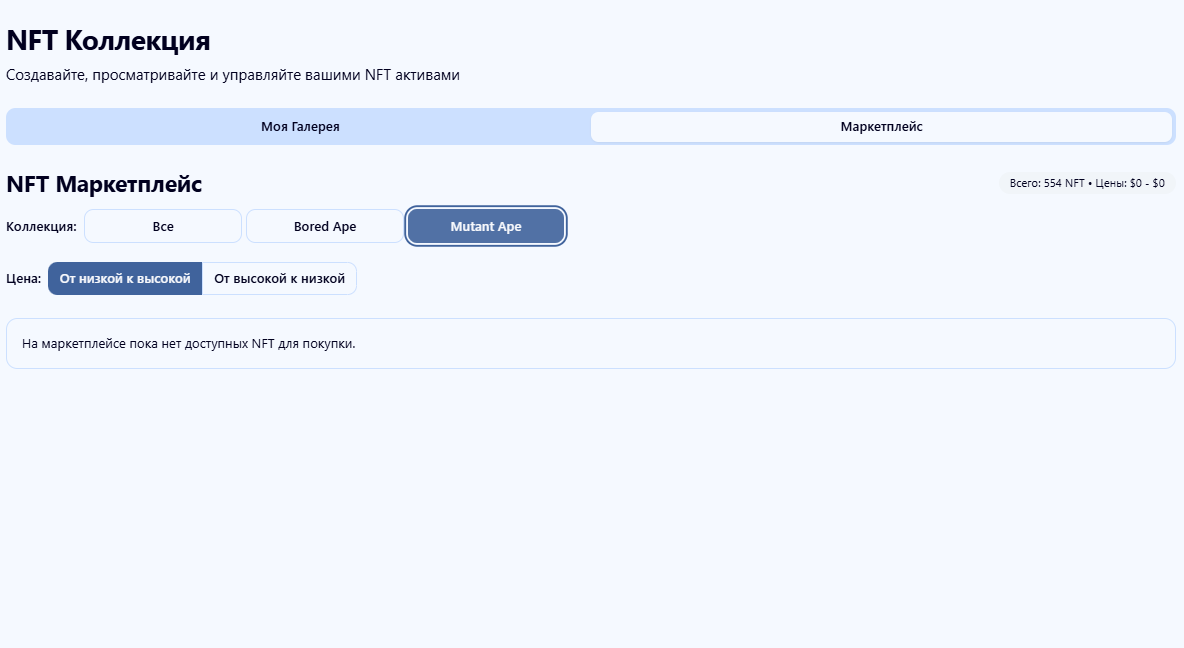 NFT Коллекция
Создавайте, просматривайте и управляйте вашими NFT активами
Моя Галерея
Маркетплейс
NFT Маркетплейс
Всего: 554 NFT • Цены: $0 - $0
Коллекция:
Все
Bored Ape
Mutant Ape
Цена:
От низкой к высокой
От высокой к низкой
На маркетплейсе пока нет доступных NFT для покупки.